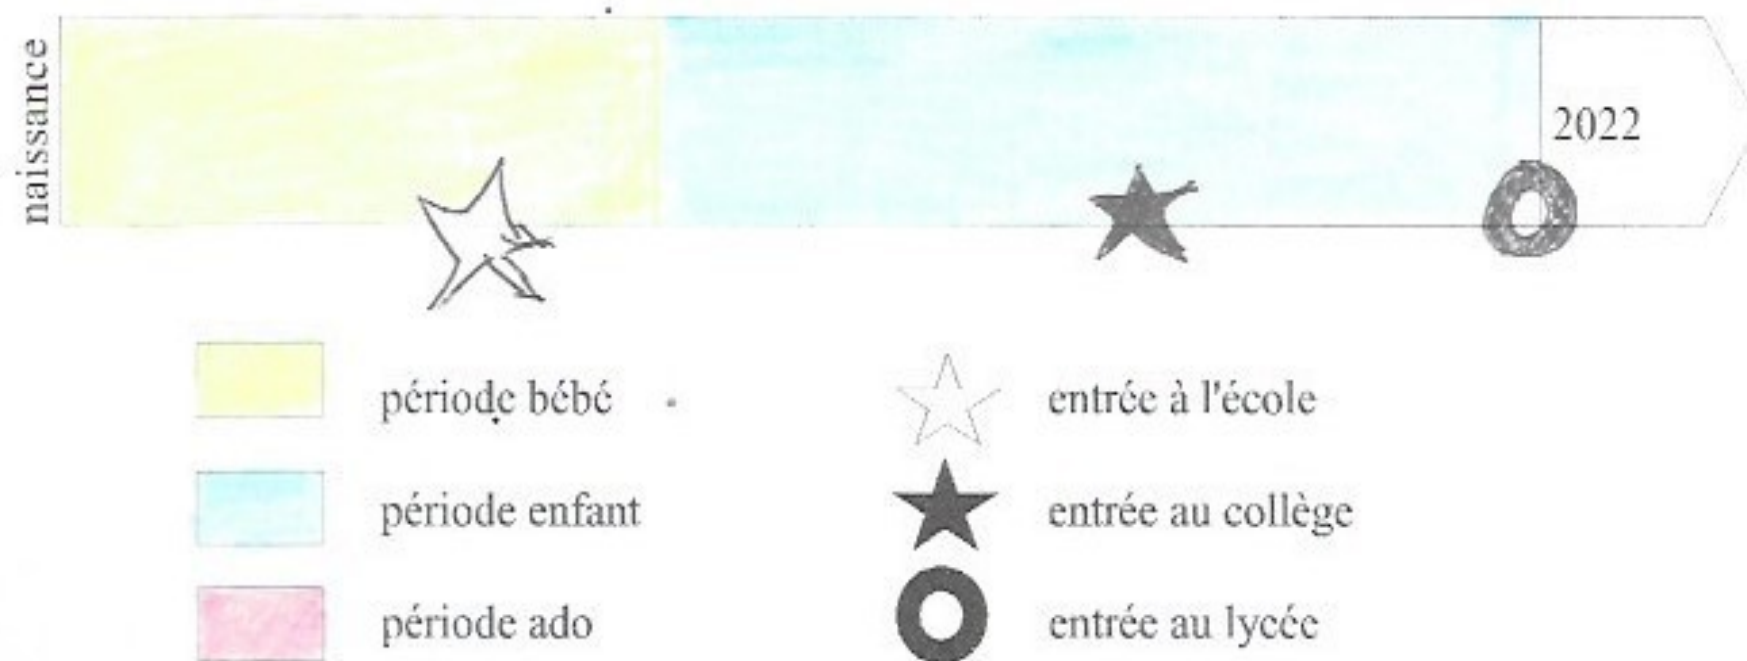 naissance
2022
période bébé
entrée à l'école
période enfant
entrée au collège
période ado
entrée au lycée